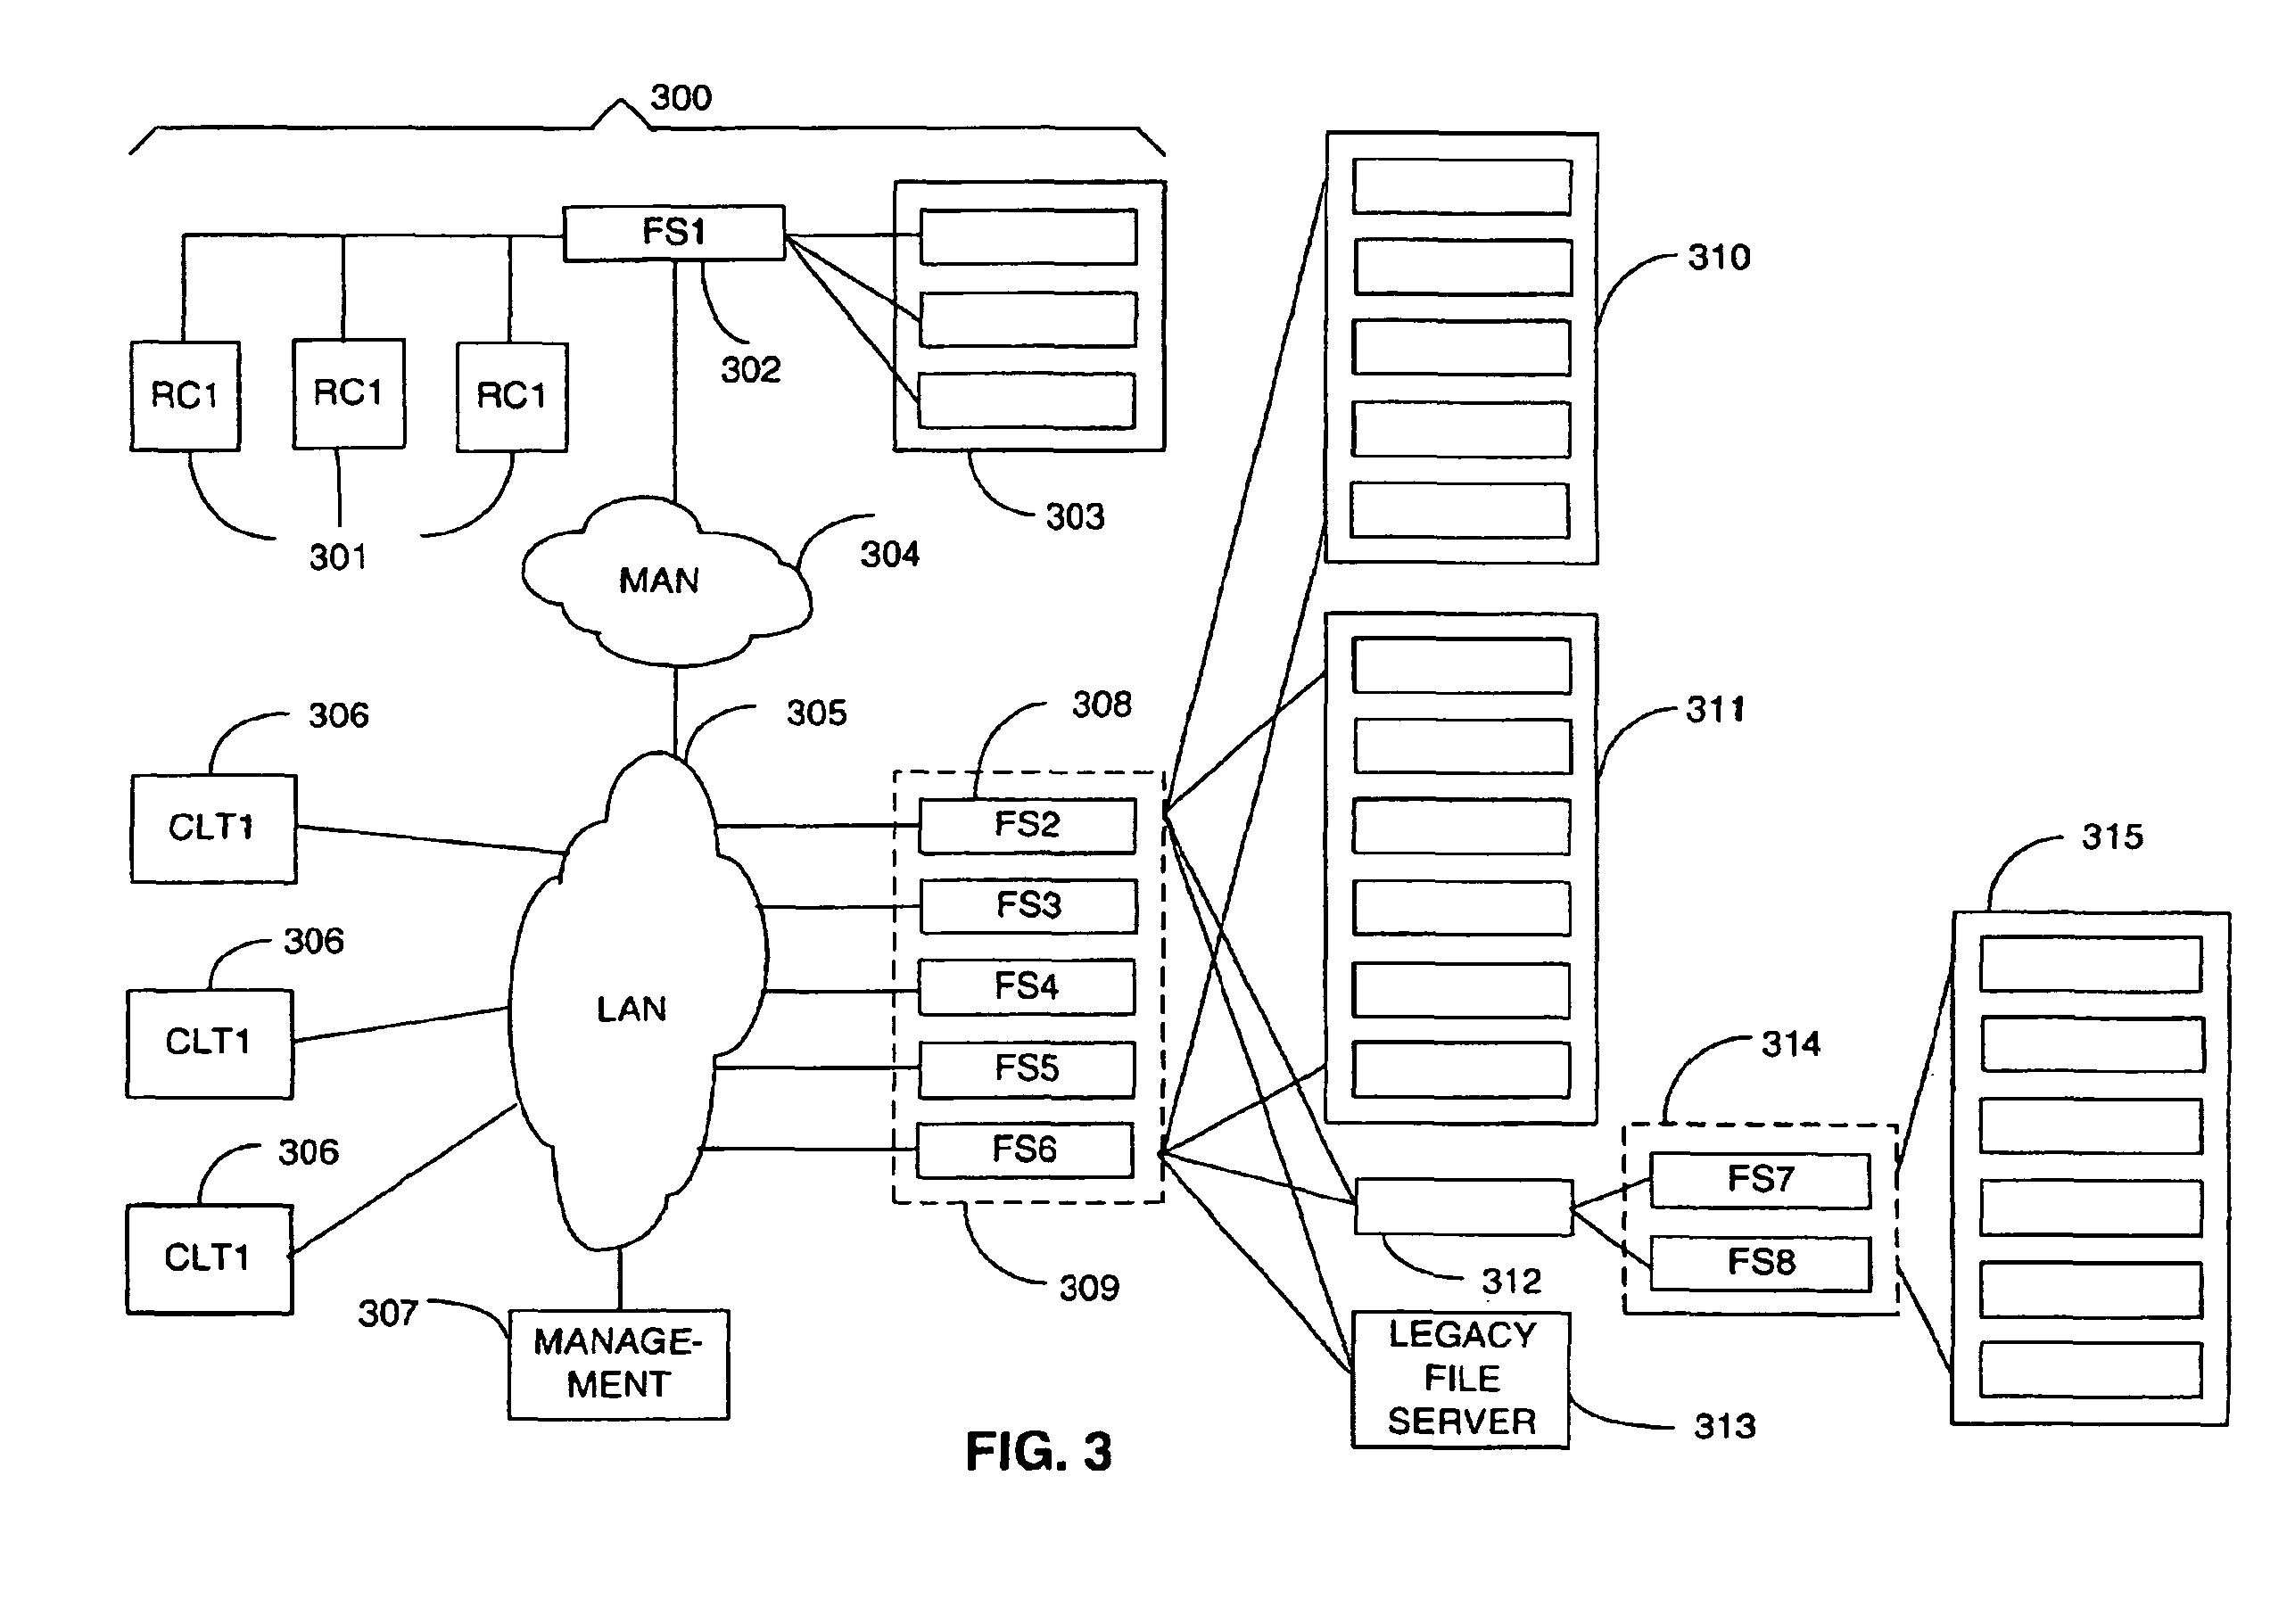 300
FS1
302
303
RC1
RC1
RC1
301
304
MAN
310
311
306
CLT1
306
CLT1
306
CLT1
305
LAN
308
FS2
FS3
FS4
FS5
FS6
309
307
MANAGE-
MENT
312
314
FS7
FS8
315
LEGACY
FILE
SERVER
313
FIG. 3